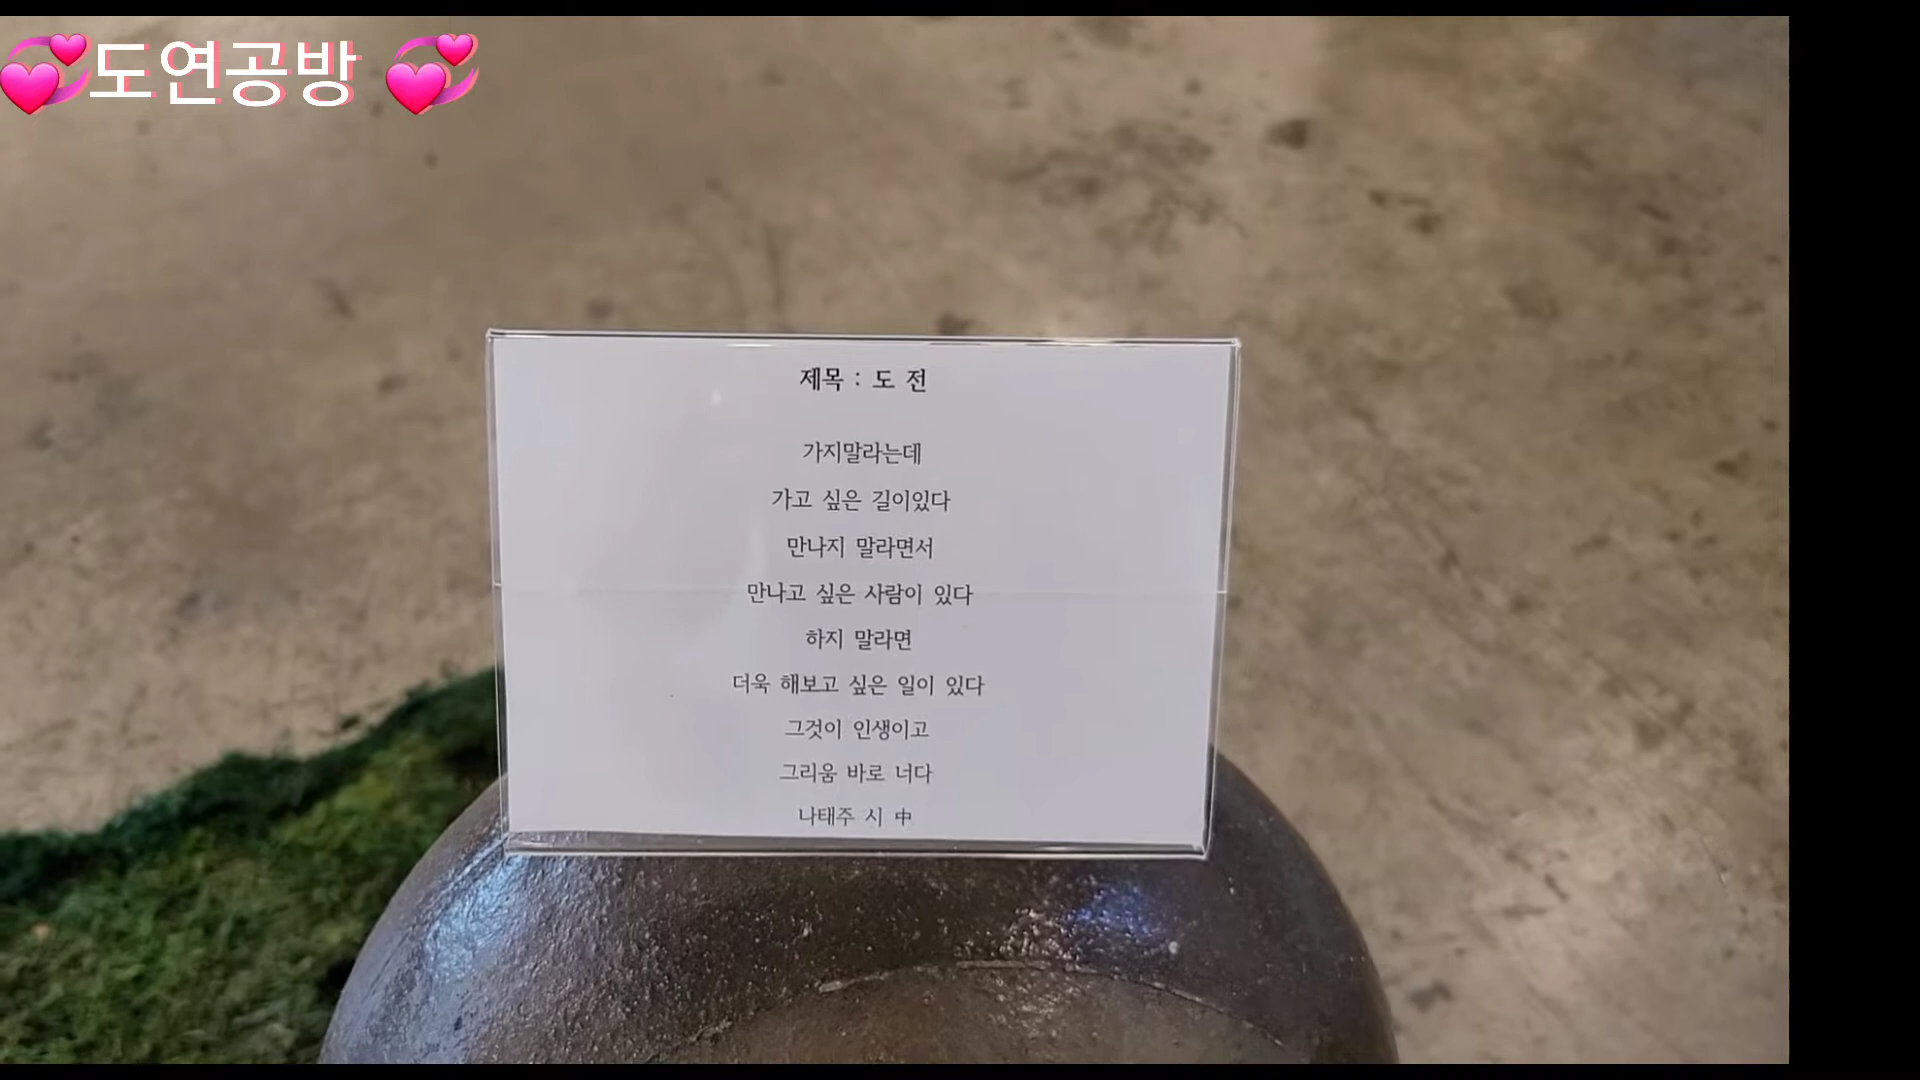 💞도연공방 💞
제목 : 도 전
가지말라는데
가고 싶은 길이있다
만나지 말라면서
만나고 싶은 사람이 있다
하지 말라면
더욱 해보고 싶은 일이 있다
그것이 인생이고
그리움 바로 너다
나태주 시 中